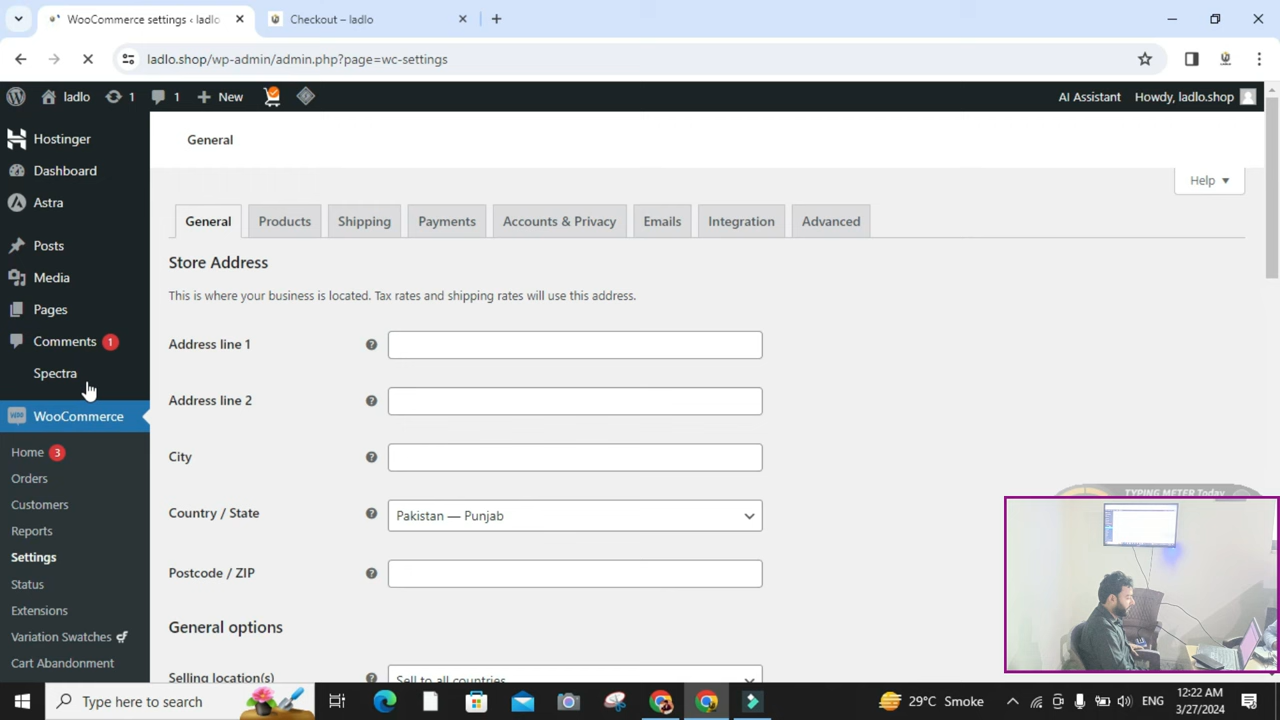 WooCommerce settings ‹ ladlo
Checkout – ladlo
ladlo.shop/wp-admin/admin.php?page=wc-settings
ladlo
1
1
New
AI Assistant
Howdy, ladlo.shop
Hostinger
Dashboard
Astra
Posts
Media
Pages
Comments 1
Spectra
WooCommerce
Home 3
Orders
Customers
Reports
Settings
Status
Extensions
Variation Swatches
Cart Abandonment
General
Help
General
Products
Shipping
Payments
Accounts & Privacy
Emails
Integration
Advanced
Store Address
This is where your business is located. Tax rates and shipping rates will use this address.
Address line 1
Address line 2
City
Country / State
Pakistan — Punjab
Postcode / ZIP
General options
Selling location(s)
Sell to all countries
TYPING METER Today
Type here to search
29°C Smoke
ENG
12:22 AM
3/27/2024